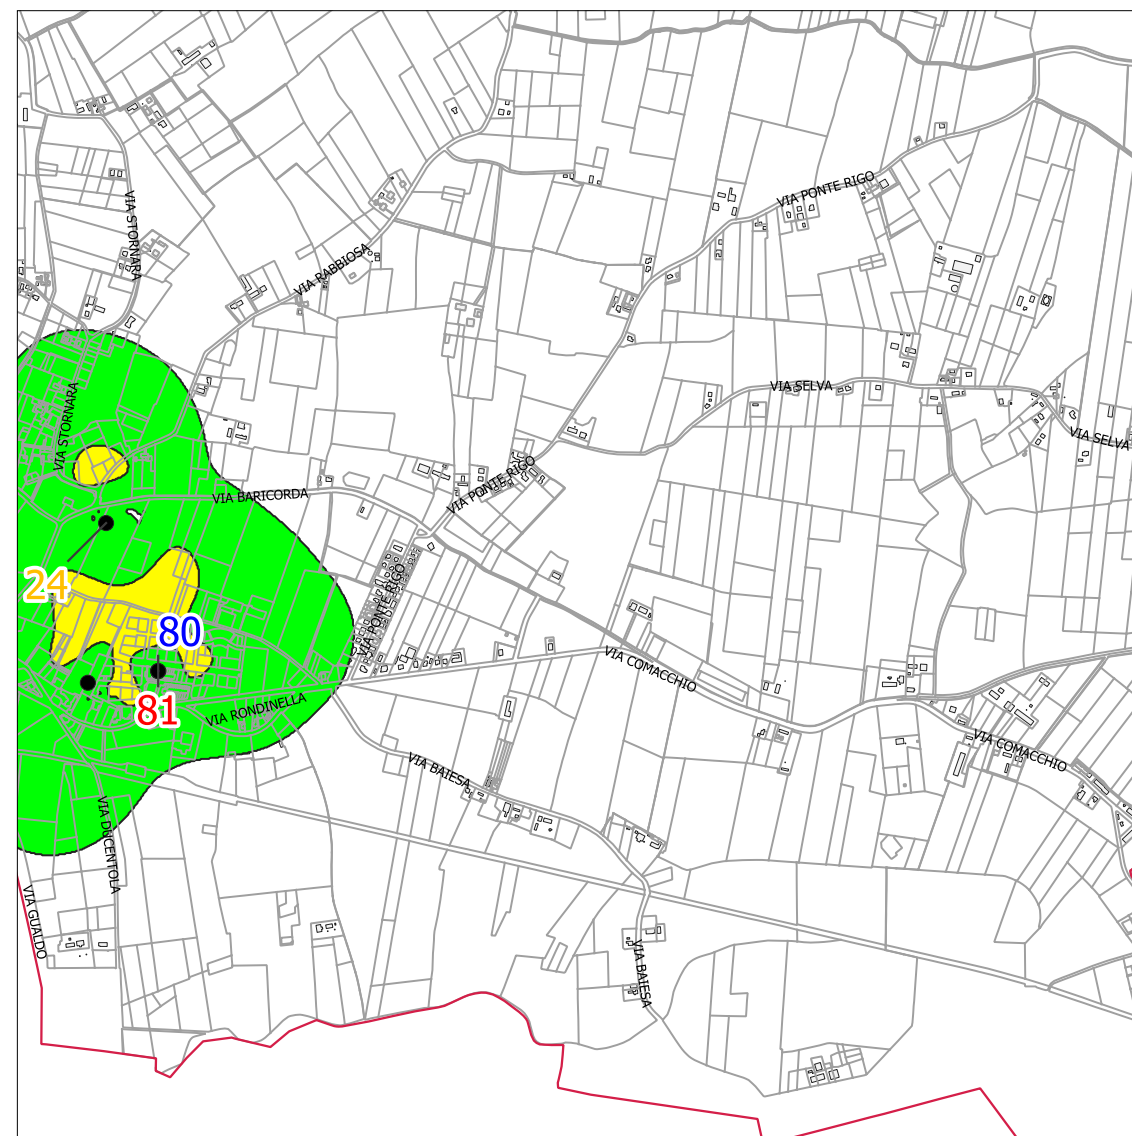 VIA PONTE RIGO
VIA STORNARA
VIA RABBIOSA
VIA SELVA
VIA STORNARA
VIA SELVA
VIA PONTE RIGO
VIA BARICORDA
24
VIA PONTE RIGO
80
VIA COMACCHIO
81
VIA RONDINELLA
VIA COMACCHIO
VIA BAIESA
VIA DUCENTOLA
VIA GUALDO
VIA BAIESA